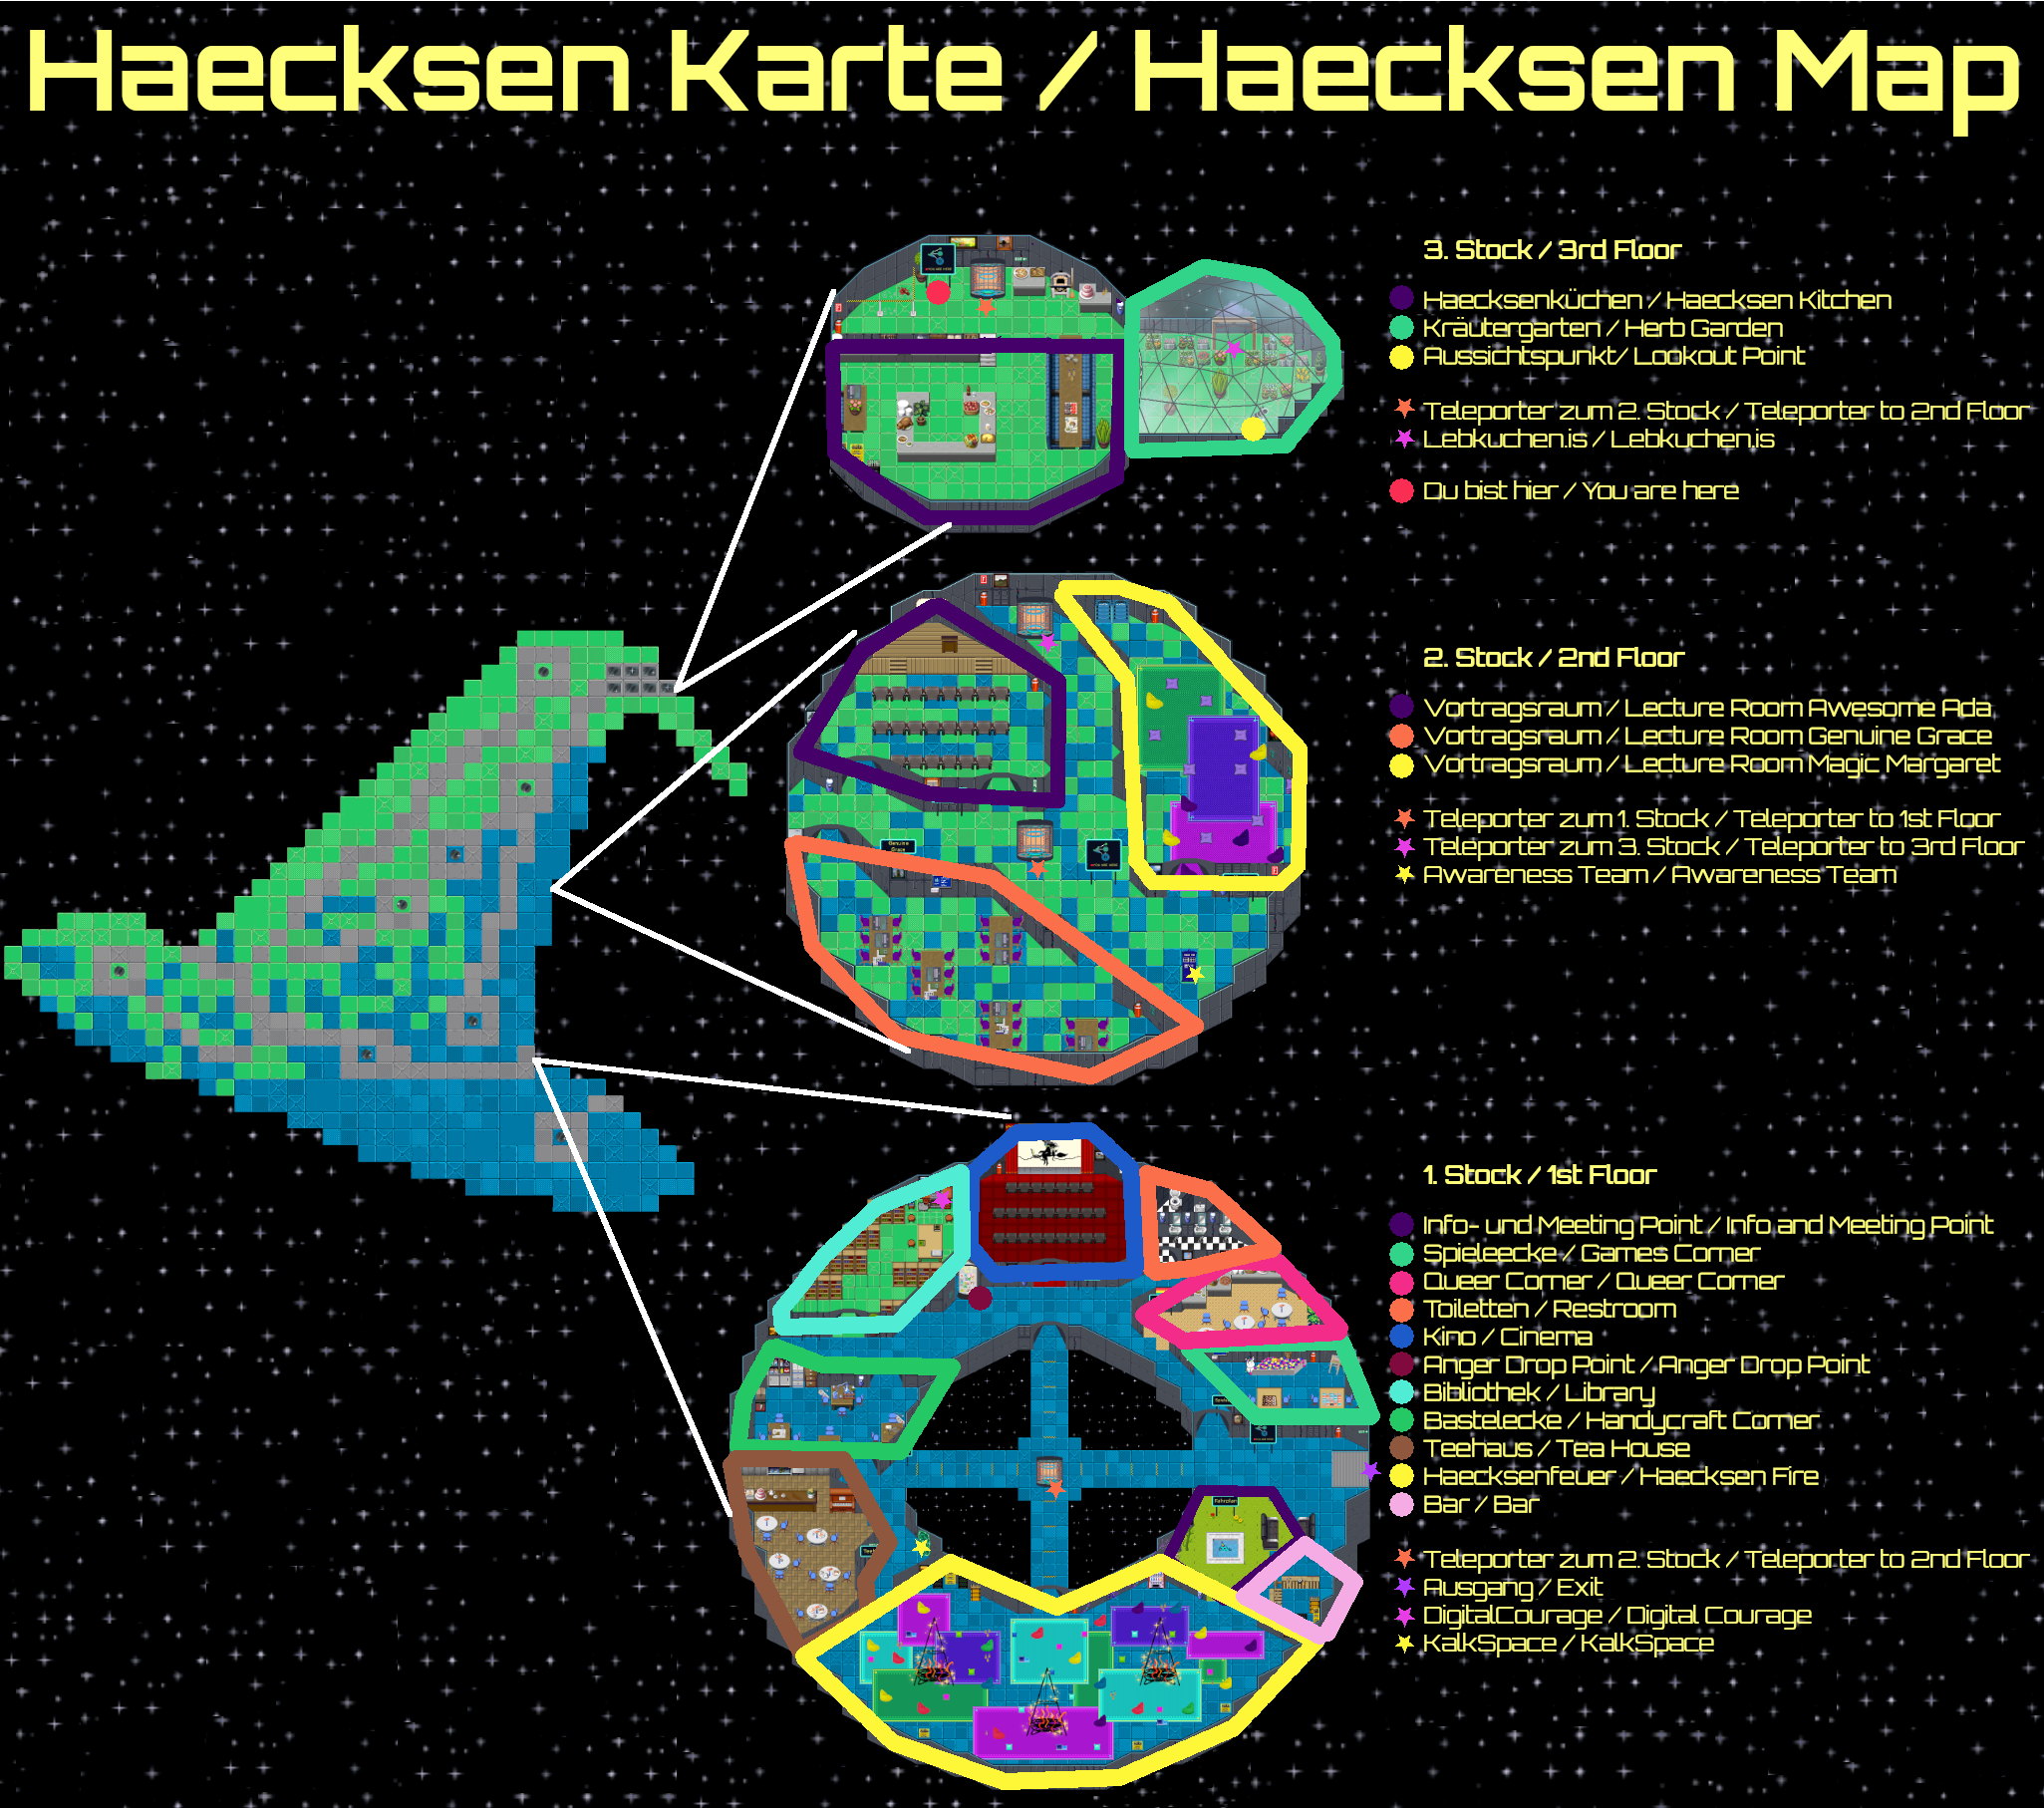 Haecksen Karte / Haecksen Map
3. Stock / 3rd Floor
Haecksenküchen / Haecksen Kitchen
Kräutergarten / Herb Garden
Aussichtspunkt/ Lookout Point
Teleporter zum 2. Stock / Teleporter to 2nd Floor
Lebkuchen.is / Lebkuchen.is
Du bist hier / You are here
2. Stock / 2nd Floor
Vortragsraum / Lecture Room Awesome Ada
Vortragsraum / Lecture Room Genuine Grace
Vortragsraum / Lecture Room Magic Margaret
Teleporter zum 1. Stock / Teleporter to 1st Floor
Teleporter zum 3. Stock / Teleporter to 3rd Floor
Awareness Team / Awareness Team
Genuine
Grace
1. Stock / 1st Floor
Info- und Meeting Point / Info and Meeting Point
Spieleecke / Games Corner
Queer Corner / Queer Corner
Toiletten / Restroom
Kino / Cinema
Anger Drop Point / Anger Drop Point
Bibliothek / Library
Bastelecke / Handycraft Corner
Teehaus / Tea House
Haecksenfeuer / Haecksen Fire
Bar / Bar
Teleporter zum 2. Stock / Teleporter to 2nd Floor
Ausgang / Exit
DigitalCourage / Digital Courage
KalkSpace / KalkSpace
Fahrplan